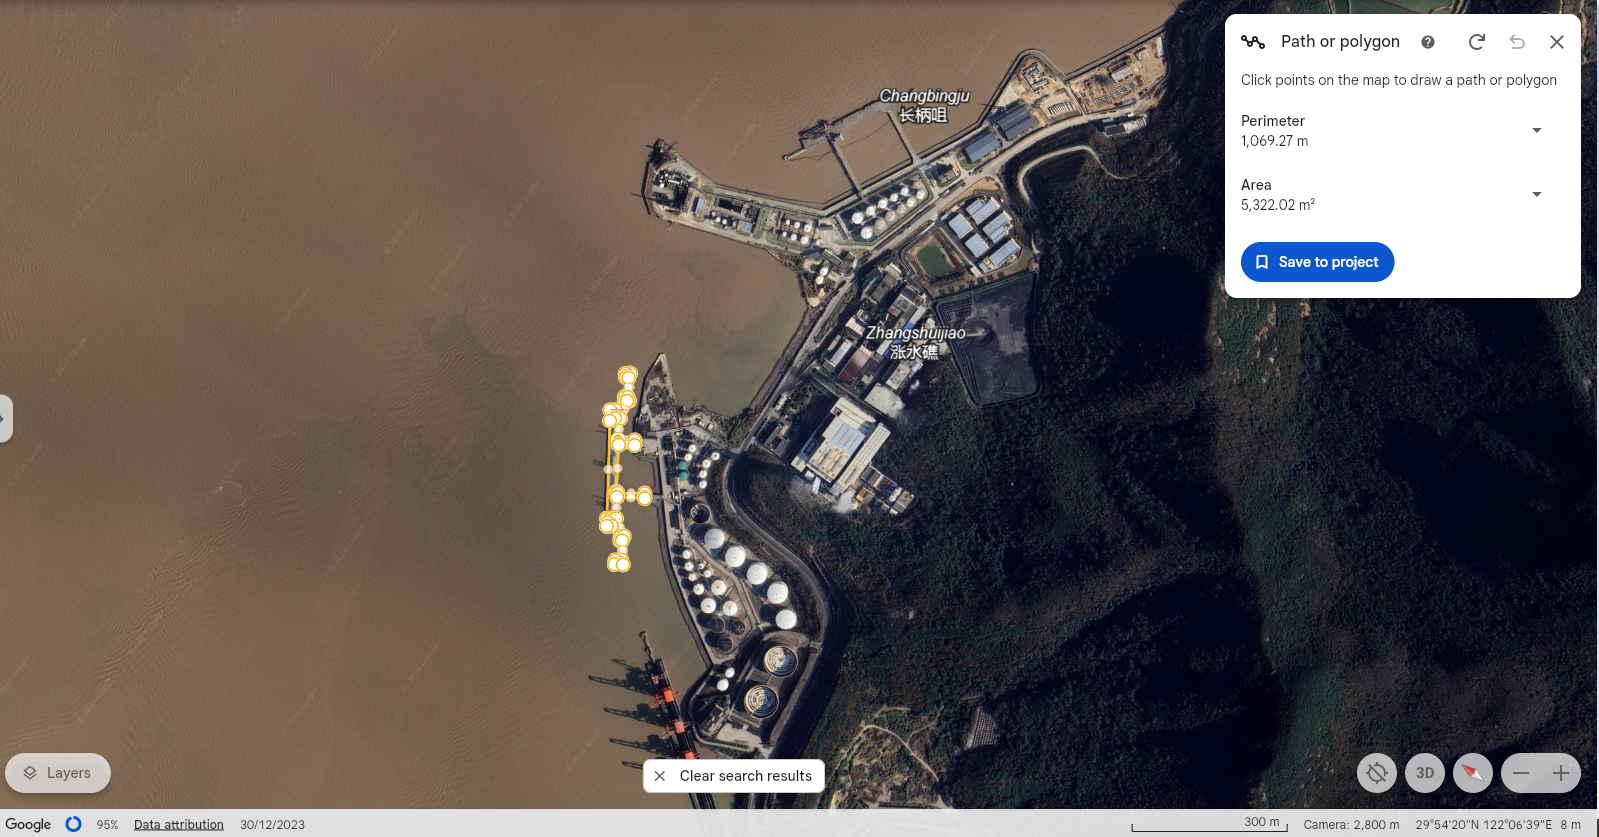 Path or polygon
Click points on the map to draw a path or polygon
Perimeter
1,069.27 m
Area
5,322.02 m²
Save to project
Changbingju
长柄咀
Zhangshuijiao
涨水礁
Layers
Clear search results
3D
Google
95%
Data attribution
30/12/2023
300 m
Camera: 2,800 m
29°54'20"N 122°06'39"E
8 m